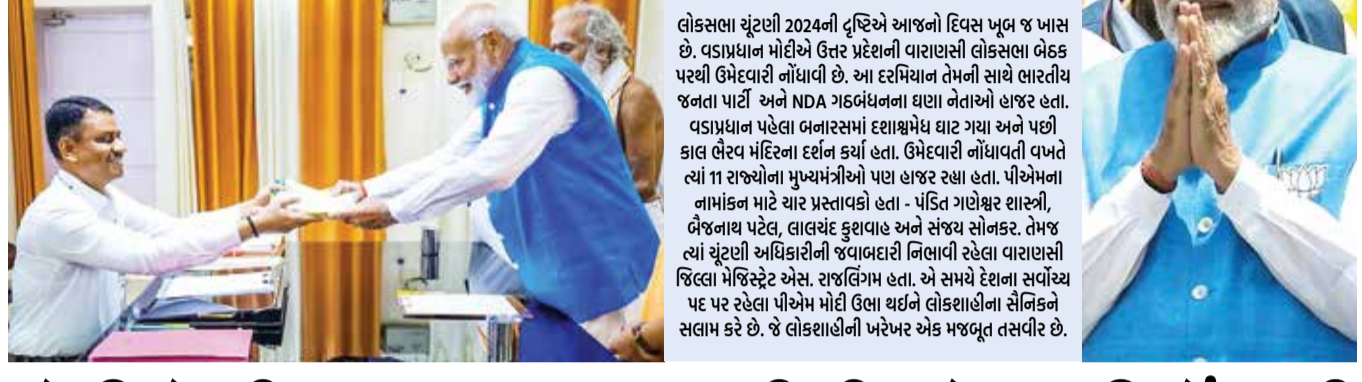 લોકસભા ચૂંટણી 2024ની દૃષ્ટિએ આજનો દિવસ ખૂબ જ ખાસ
છે. વડાપ્રધાન મોદીએ ઉત્તર પ્રદેશની વારાણસી લોકસભા બેઠક
પરથી ઉમેદવારી નોંધાવી છે. આ દરમિયાન તેમની સાથે ભારતીય
જનતા પાર્ટી અને NDA ગઠબંધનના ઘણા નેતાઓ હાજર હતા.
વડાપ્રધાન પહેલા બનારસમાં દશાશ્વમેધ ઘાટ ગયા અને પછી
કાલ ભૈરવ મંદિરના દર્શન કર્યા હતા. ઉમેદવારી નોંધાવતી વખતે
ત્યાં 11 રાજ્યોના મુખ્યમંત્રીઓ પણ હાજર રહ્યા હતા. પીએમના
નામાંકન માટે ચાર પ્રસ્તાવકો હતા - પંડિત ગણેશ્વર શાસ્ત્રી,
બૈજનાથ પટેલ, લાલચંદ કુશવાહ અને સંજય સોનકર. તેમજ
ત્યાં ચૂંટણી અધિકારીની જવાબદારી નિભાવી રહેલા વારાણસી
જિલ્લા મેજિસ્ટ્રેટ એસ. રાજલિંગમ હતા. એ સમયે દેશના સર્વોચ્ચ
પદ પર રહેલા પીએમ મોદી ઉભા થઈને લોકશાહીના સૈનિકને
સલામ કરે છે. જે લોકશાહીની ખરેખર એક મજબૂત તસવીર છે.